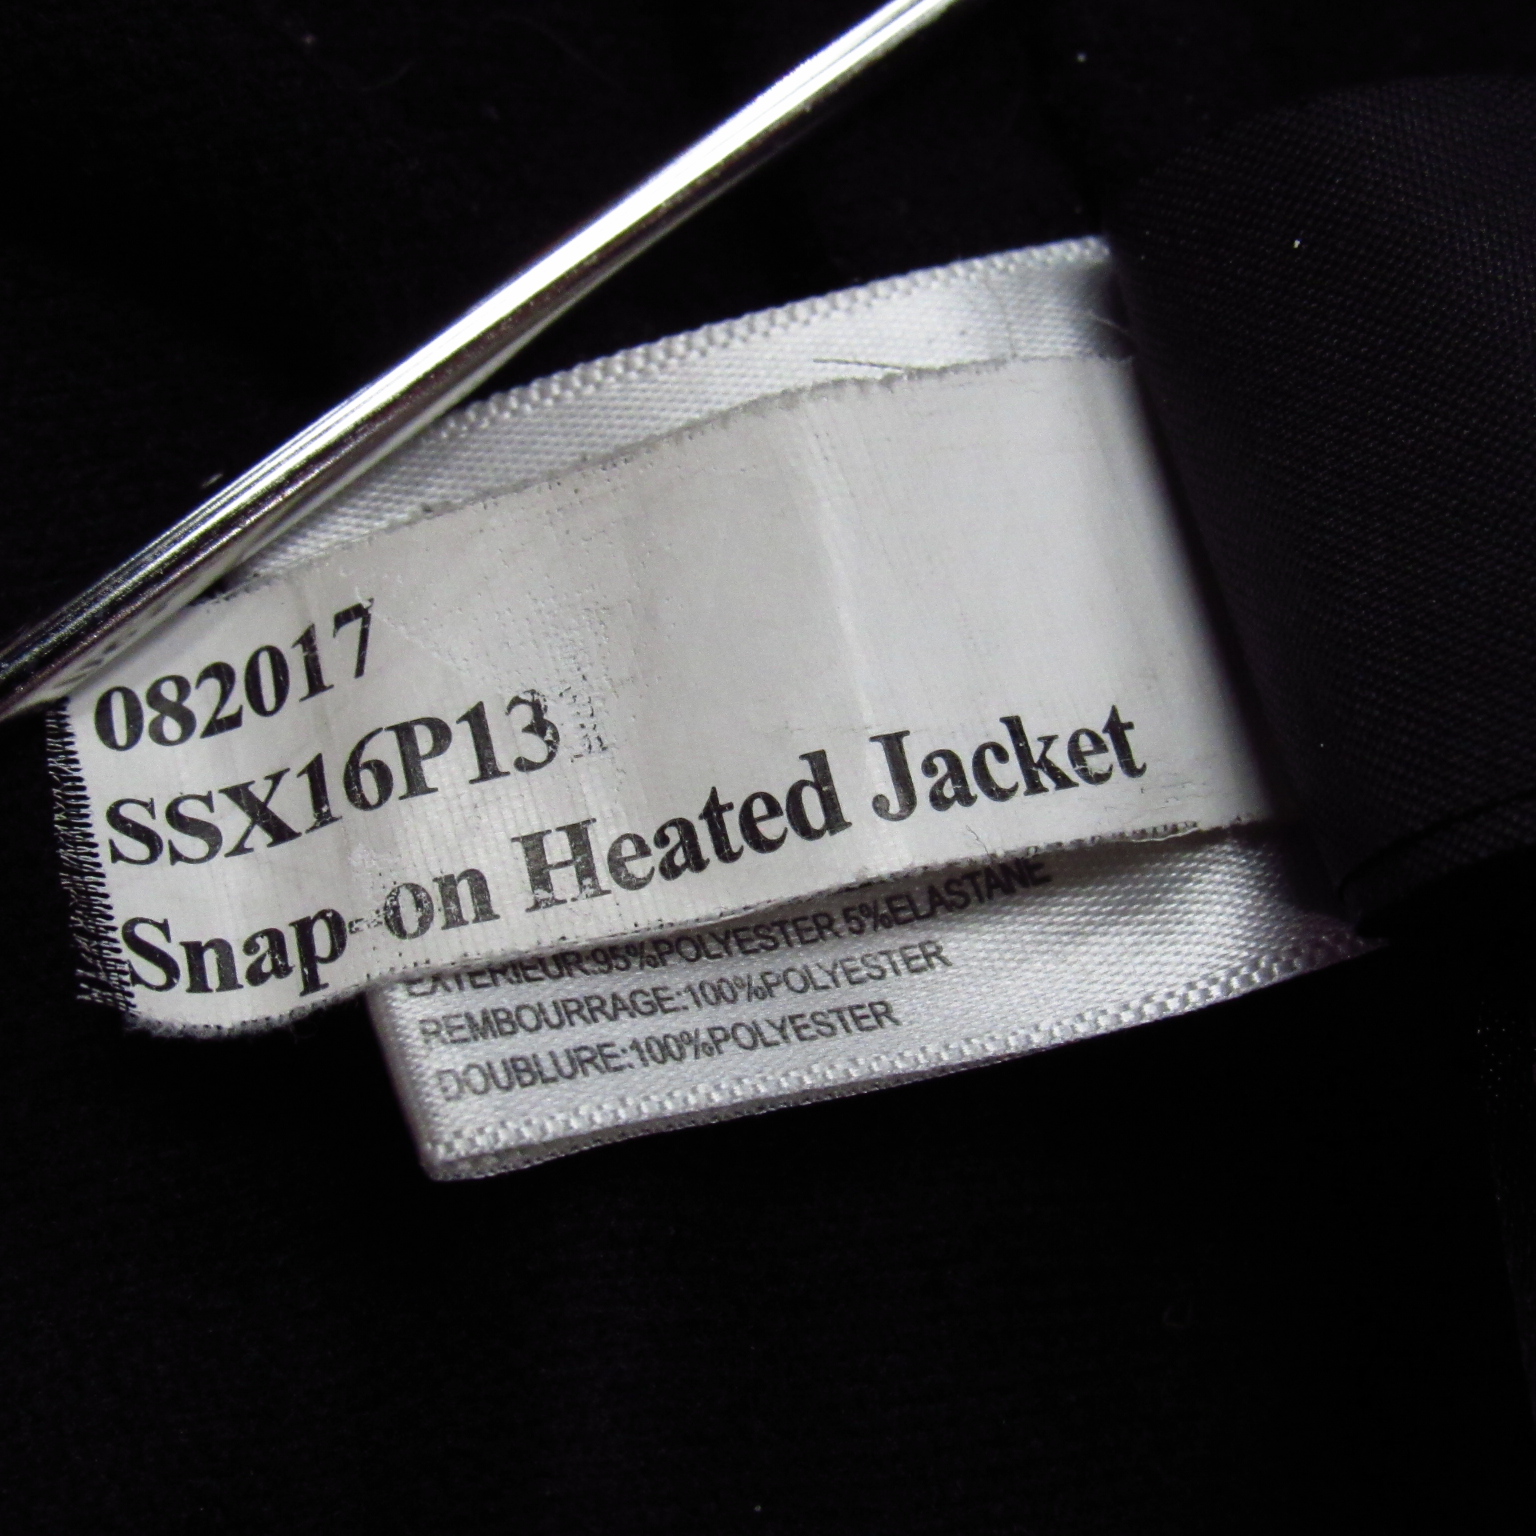 082017
SSX16P13
Snap-on Heated Jacket
EXTERIEUR:95%POLYESTER 5%ELASTANE
REMBOURRAGE:100%POLYESTER
DOUBLURE:100%POLYESTER